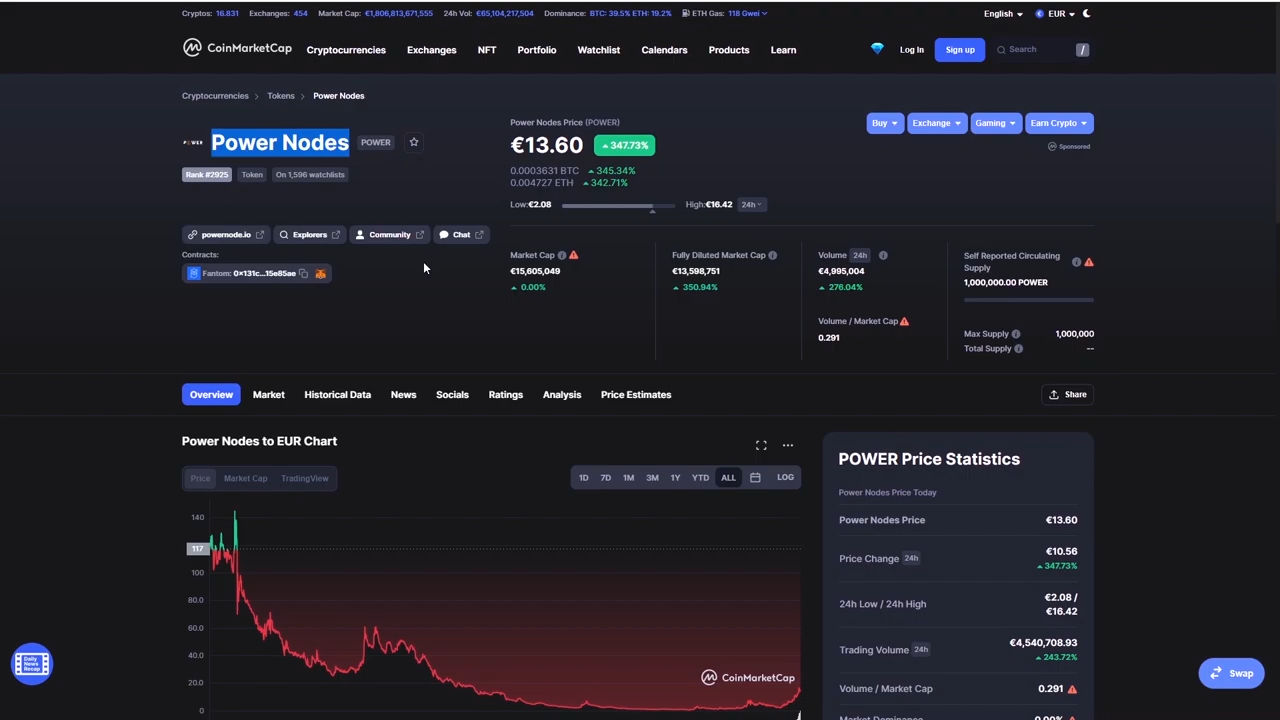 Cryptos: 16.831 Exchanges: 454 Market Cap: €1,806,813,671,555 24h Vol: €65,104,217,504 Dominance: BTC: 39.5% ETH: 19.2% ETH Gas: 118 Gwei English EUR
CoinMarketCap Cryptocurrencies Exchanges NFT Portfolio Watchlist Calendars Products Learn Log In Sign up Search /
Cryptocurrencies > Tokens > Power Nodes
POWER Power Nodes POWER
Rank #2925 Token On 1,596 watchlists
Power Nodes Price (POWER)
€13.60 347.73%
0.0003631 BTC 345.34%
0.004727 ETH 342.71%
Low: €2.08 High: €16.42 24h
Buy Exchange Gaming Earn Crypto
Sponsored
powernode.io Explorers Community Chat
Contracts:
Fantom: 0x131c...15e85ae
Market Cap
€15,605,049
0.00%
Fully Diluted Market Cap
€13,598,751
350.94%
Volume 24h
€4,995,004
276.04%
Volume / Market Cap
0.291
Self Reported Circulating
Supply
1,000,000.00 POWER
Max Supply 1,000,000
Total Supply --
Overview Market Historical Data News Socials Ratings Analysis Price Estimates Share
Power Nodes to EUR Chart
Price Market Cap TradingView 1D 7D 1M 3M 1Y YTD ALL LOG
140
117
100
80.0
60.0
40.0
20.0
0
CoinMarketCap
POWER Price Statistics
Power Nodes Price Today
Power Nodes Price €13.60
Price Change 24h €10.56
347.73%
24h Low / 24h High €2.08 /
€16.42
Trading Volume 24h €4,540,708.93
243.72%
Volume / Market Cap 0.291
Market Dominance 0.00%
Daily
News
Recap
Swap